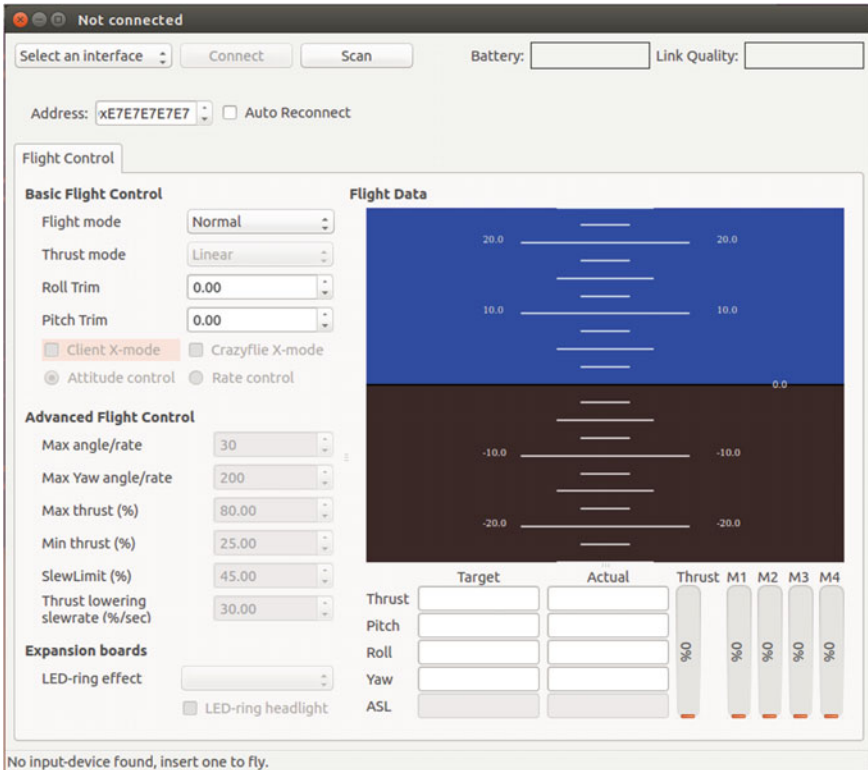 Not connected
Select an interface Connect Scan Battery: Link Quality:
Address: xE7E7E7E7E7 Auto Reconnect
Flight Control
Basic Flight Control
Flight mode Normal
Thrust mode Linear
Roll Trim 0.00
Pitch Trim 0.00
Client X-mode Crazyflie X-mode
Attitude control Rate control
Advanced Flight Control
Max angle/rate 30
Max Yaw angle/rate 200
Max thrust (%) 80.00
Min thrust (%) 25.00
SlewLimit (%) 45.00
Thrust lowering
slewrate (%/sec) 30.00
Expansion boards
LED-ring effect
LED-ring headlight
Flight Data
20.0 20.0
10.0 10.0
0.0
-10.0 -10.0
-20.0 -20.0
Target Actual Thrust M1 M2 M3 M4
Thrust
Pitch
Roll %0 %0 %0 %0 %0
Yaw
ASL
No input-device found, insert one to fly.